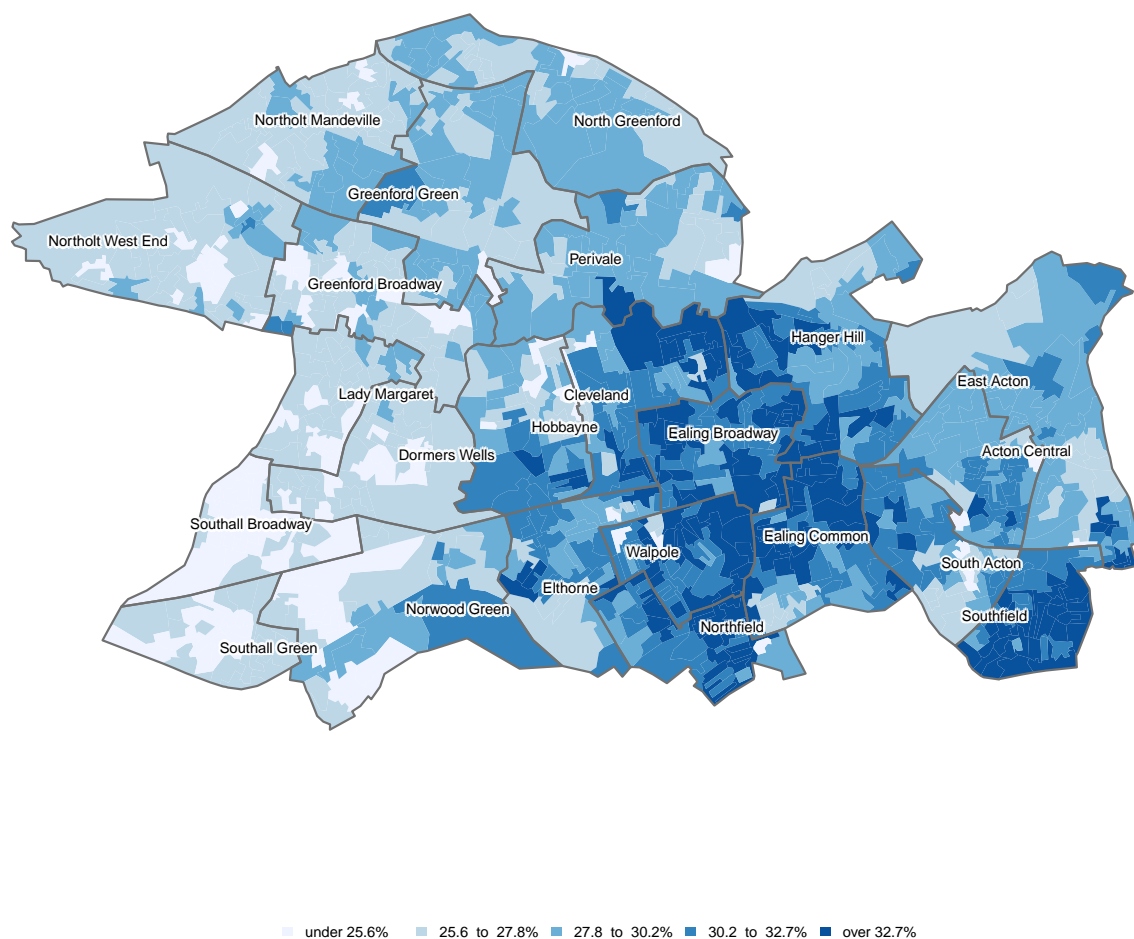 Northolt Mandeville
North Greenford
Greenford Green
Northolt West End
Perivale
Greenford Broadway
Hanger Hill
East Acton
Lady Margaret
Cleveland
Hobbayne
Ealing Broadway
Dormers Wells
Acton Central
Southall Broadway
Ealing Common
Walpole
South Acton
Elthorne
Norwood Green
Southfield
Northfield
Southall Green
under 25.6% 25.6 to 27.8% 27.8 to 30.2% 30.2 to 32.7% over 32.7%